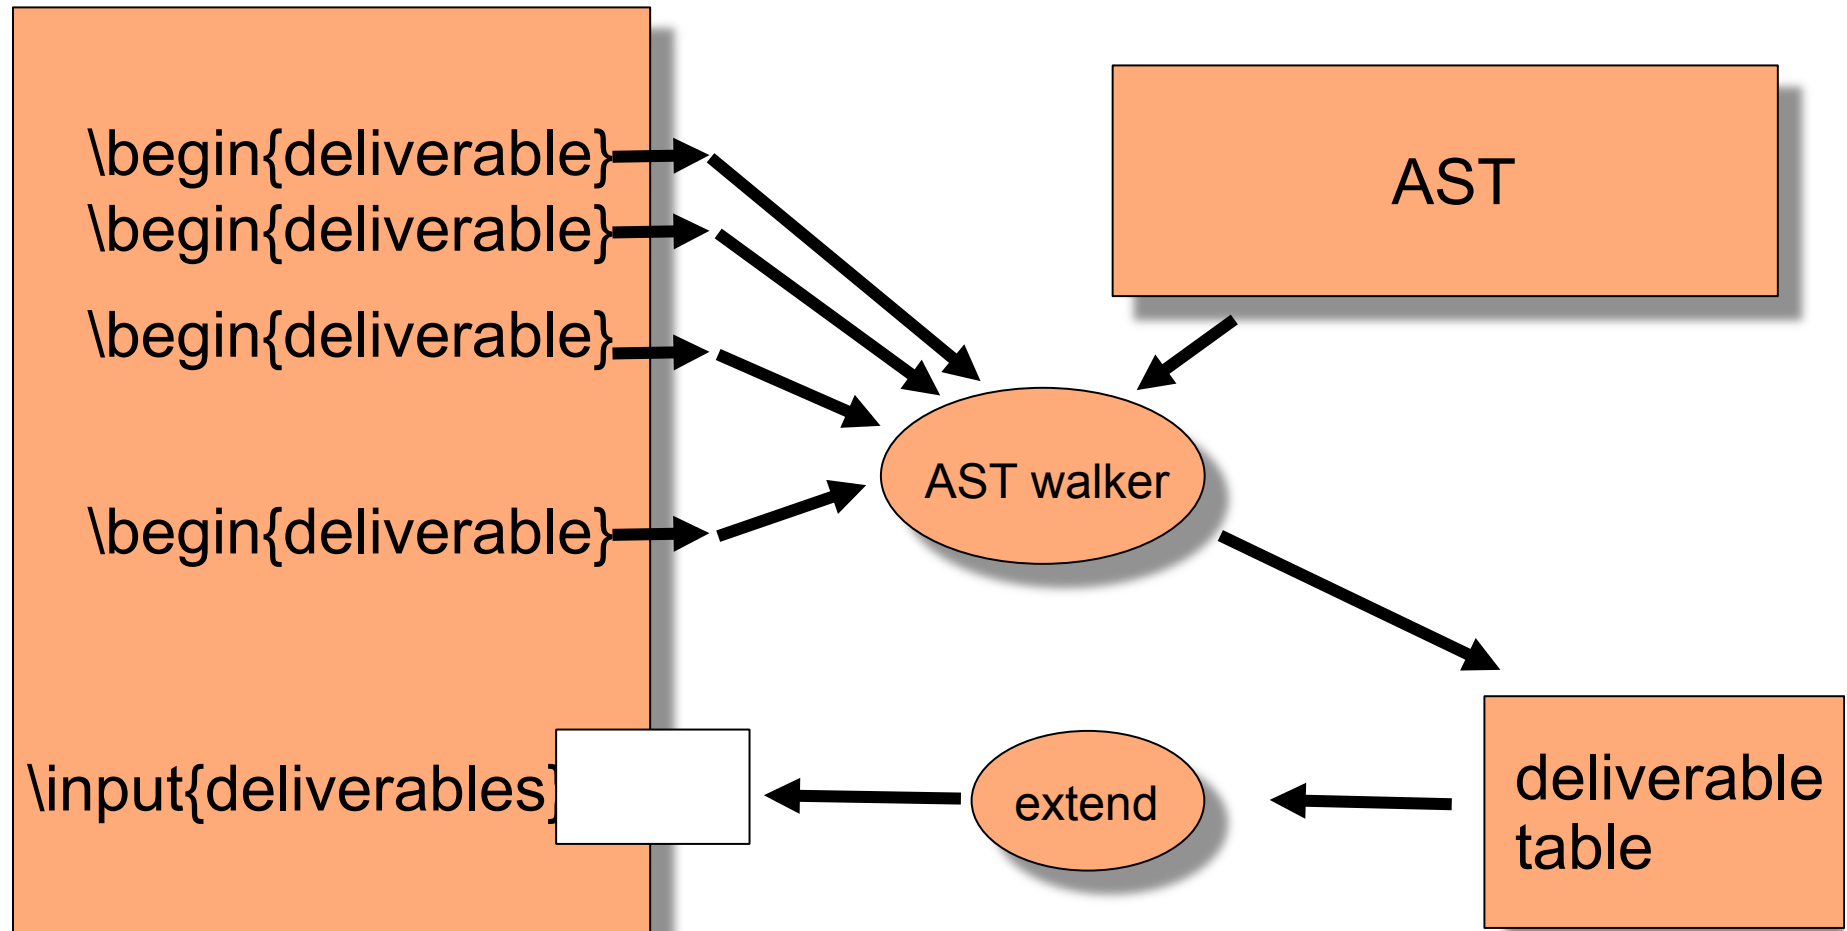 \begin{deliverable}
\begin{deliverable}
\begin{deliverable}
\begin{deliverable}
\input{deliverables}
AST
AST walker
extend
deliverable
table